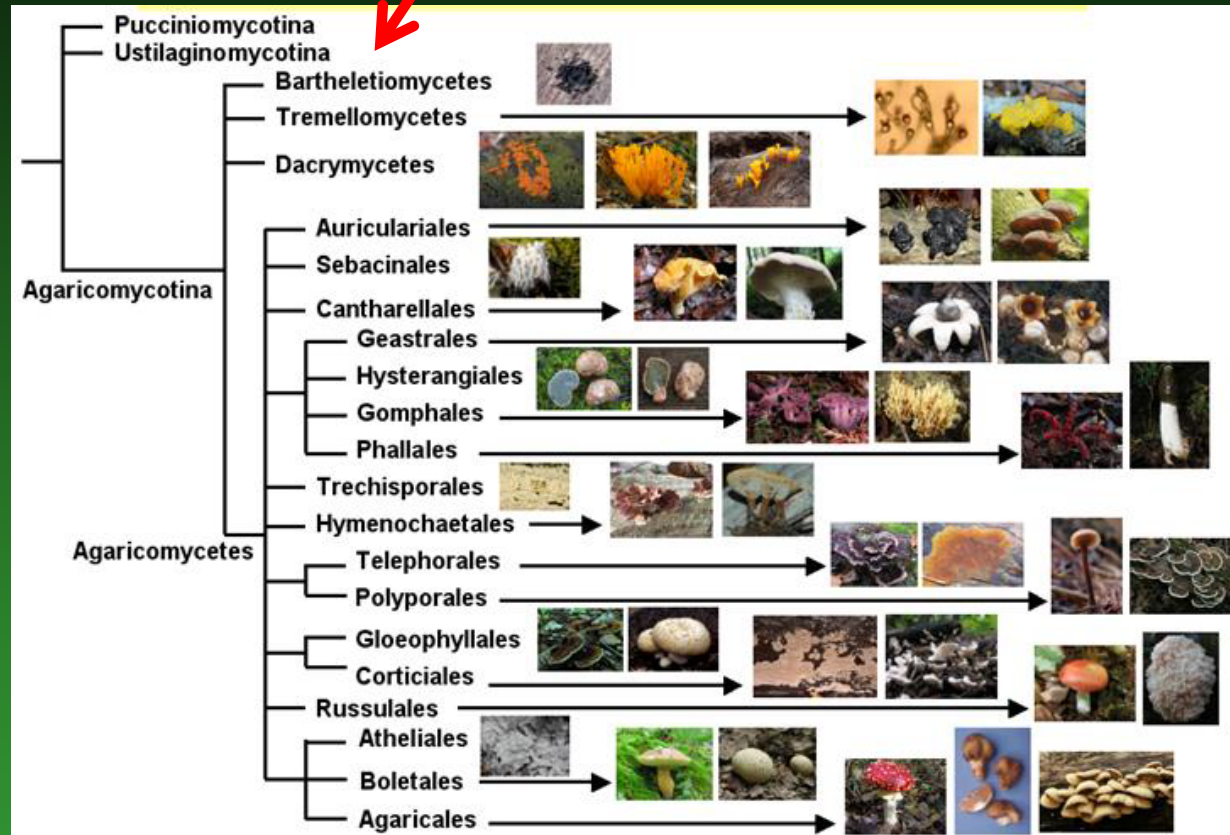 Pucciniomycotina
Ustilaginomycotina
Bartheletiomycetes
Tremellomycetes
Dacrymycetes
Auriculariales
Sebacinales
Agaricomycotina
Cantharellales
Geastrales
Hysterangiales
Gomphales
Phallales
Trechisporales
Hymenochaetales
Agaricomycetes
Telephorales
Polyporales
Gloeophyllales
Corticiales
Russulales
Atheliales
Boletales
Agaricales